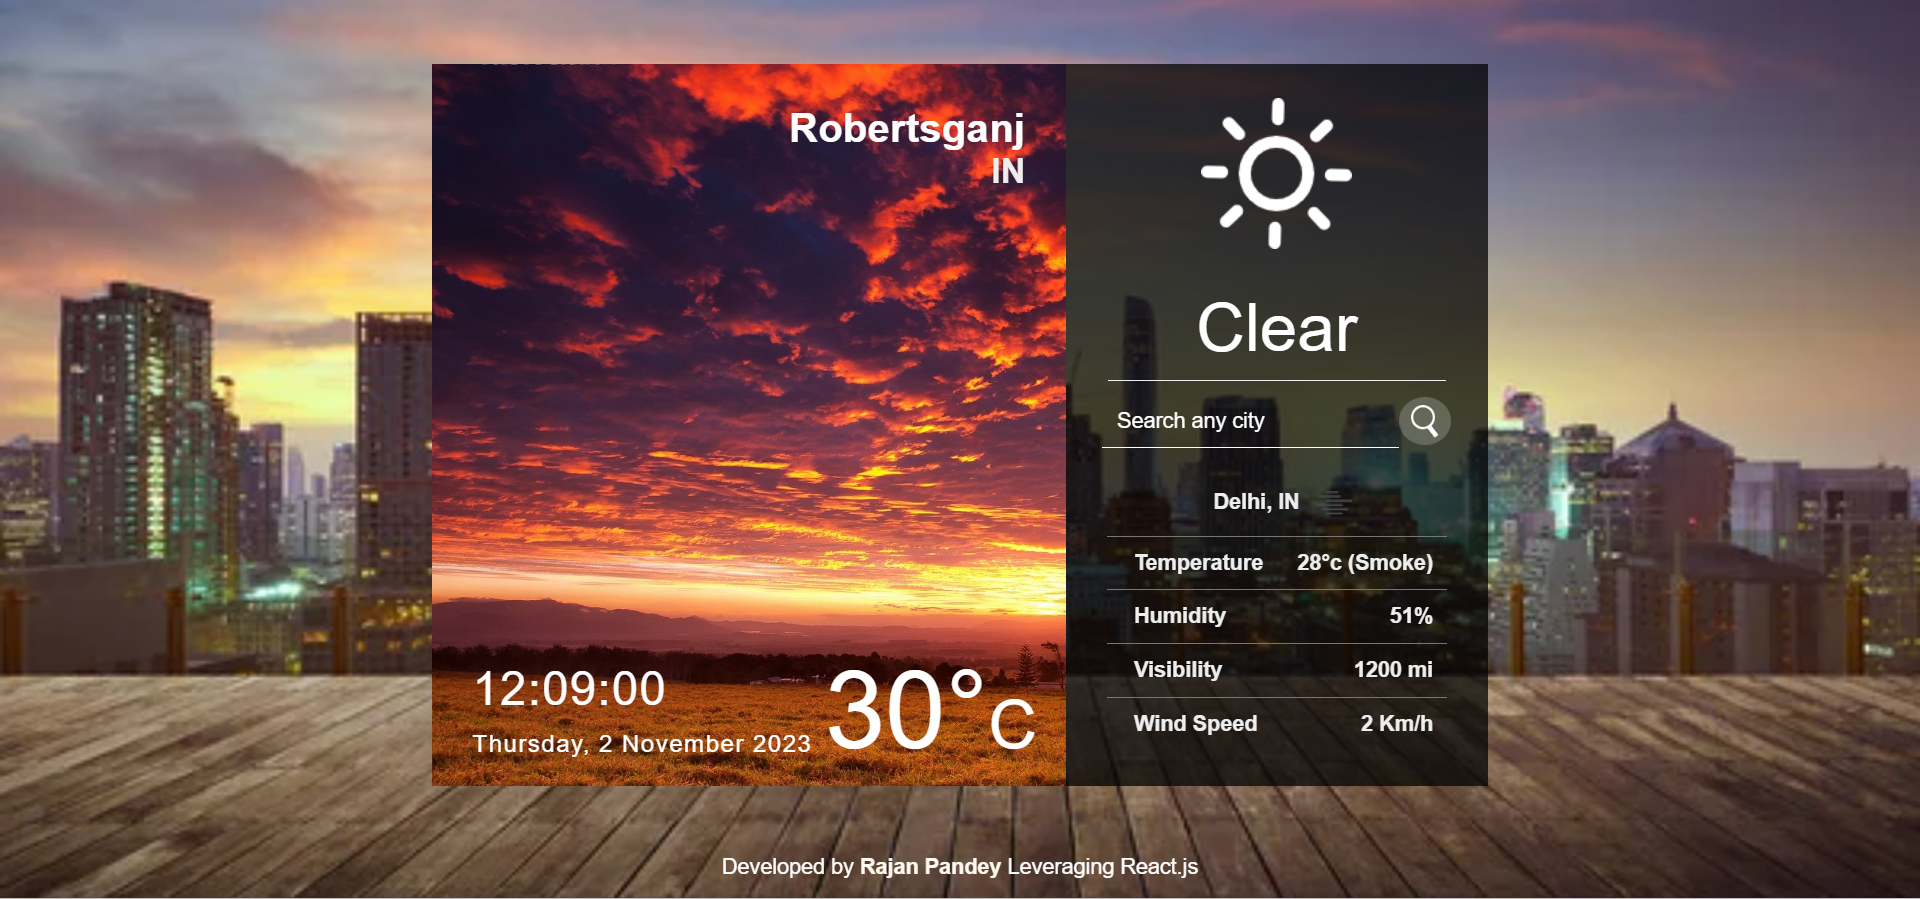 Robertsganj
IN
12:09:00
Thursday, 2 November 2023
30°C
Clear
Search any city
Delhi, IN
Temperature 28°c (Smoke)
Humidity 51%
Visibility 1200 mi
Wind Speed 2 Km/h
Developed by Rajan Pandey Leveraging React.js